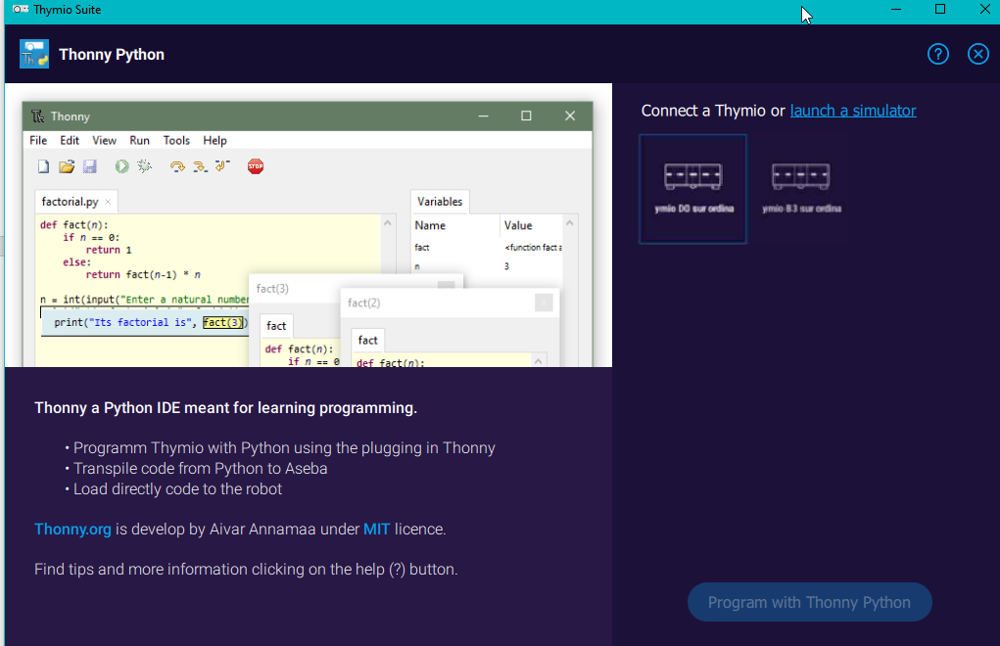 Thymio Suite
Thonny Python
Thonny
File Edit View Run Tools Help
STOP
factorial.py
def fact(n):
if n == 0:
return 1
else:
return fact(n-1) * n
n = int(input("Enter a natural number
print("Its factorial is", fact(3))
Variables
Name Value
fact <function fact a
n 3
fact(3)
fact
def fact(n):
if n == 0
fact(2)
fact
def fact(n):
Connect a Thymio or launch a simulator
ymio D0 sur ordina
ymio B3 sur ordina
Thonny a Python IDE meant for learning programming.
• Programm Thymio with Python using the plugging in Thonny
• Transpile code from Python to Aseba
• Load directly code to the robot
Thonny.org is develop by Aivar Annamaa under MIT licence.
Find tips and more information clicking on the help (?) button.
Program with Thonny Python